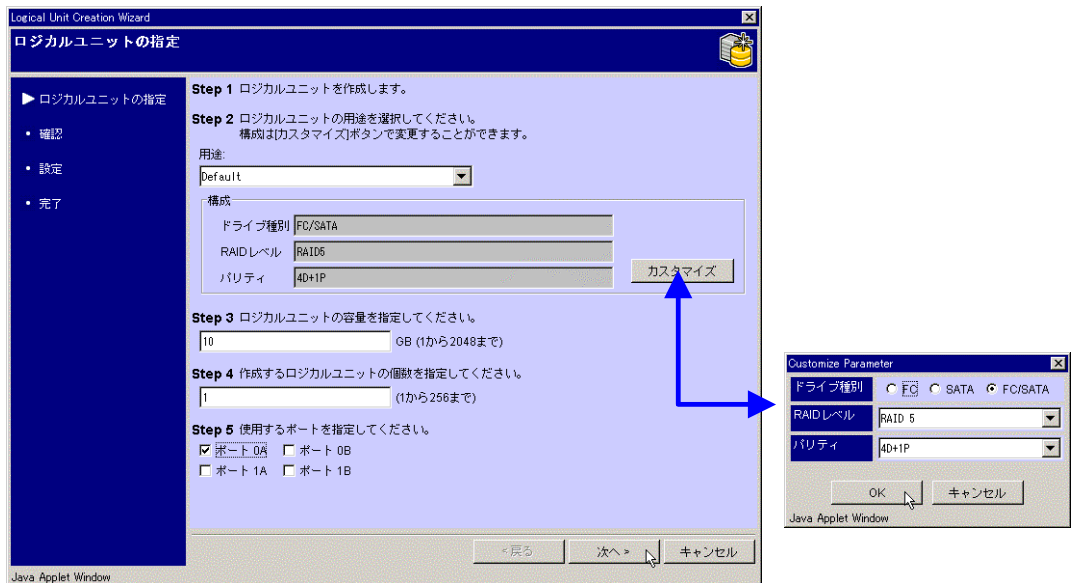 Logical Unit Creation Wizard
ロジカルユニットの指定
ロジカルユニットの指定
・ 確認
・ 設定
・ 完了
Step 1 ロジカルユニットを作成します。
Step 2 ロジカルユニットの用途を選択してください。
構成は[カスタマイズ]ボタンで変更することができます。
用途:
Default
構成
ドライブ種別 FC/SATA
RAIDレベル RAID5
パリティ 4D+1P
カスタマイズ
Step 3 ロジカルユニットの容量を指定してください。
10 GB (1から2048まで)
Step 4 作成するロジカルユニットの個数を指定してください。
1 (1から256まで)
Step 5 使用するポートを指定してください。
ポート 0A ポート 0B
ポート 1A ポート 1B
<戻る 次へ> キャンセル
Java Applet Window
Customize Parameter
ドライブ種別 FC SATA FC/SATA
RAIDレベル RAID 5
パリティ 4D+1P
OK キャンセル
Java Applet Window